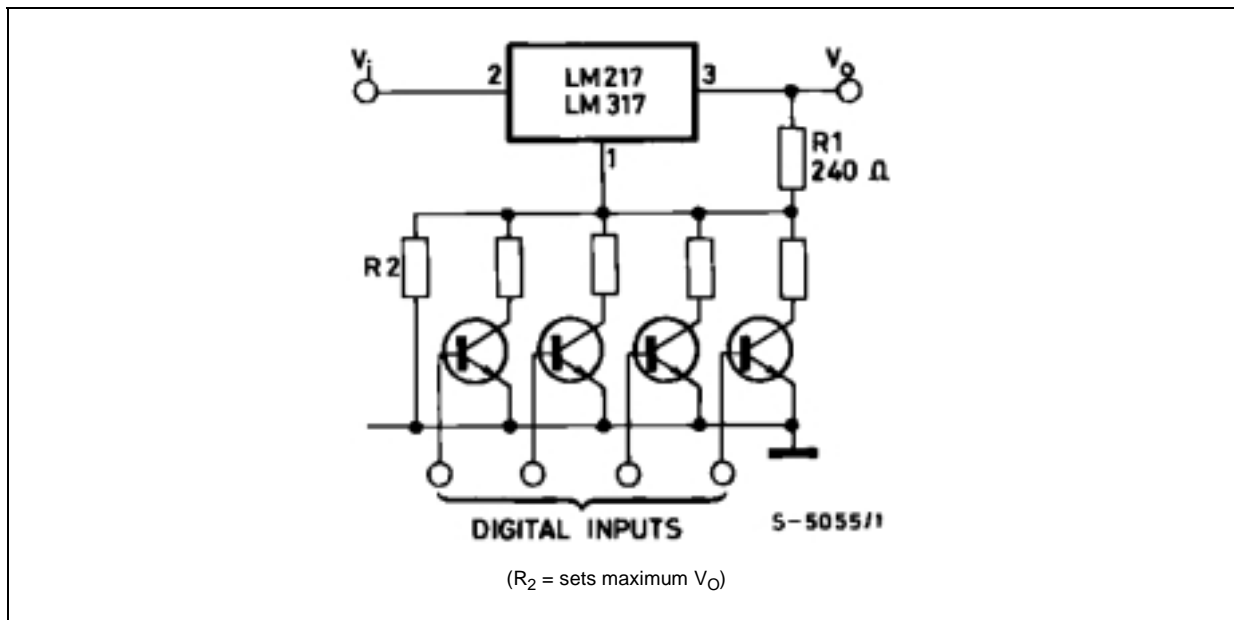 Vi
2
LM217
LM317
3
Vo
1
R1
240 Ω
R2
DIGITAL INPUTS
S-5055/1
(R2 = sets maximum VO)